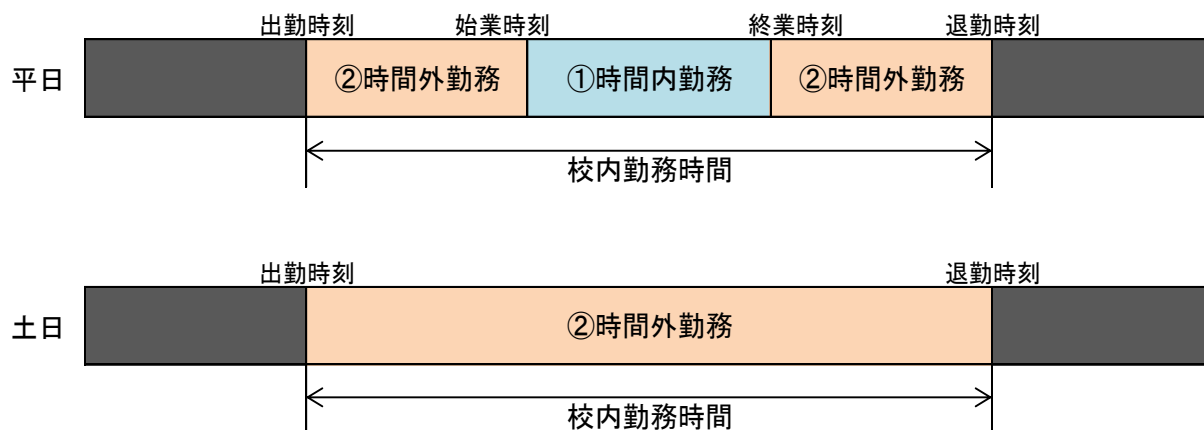 出勤時刻 始業時刻 終業時刻 退勤時刻
平日 ②時間外勤務 ①時間内勤務 ②時間外勤務
校内勤務時間
出勤時刻 退勤時刻
土日 ②時間外勤務
校内勤務時間